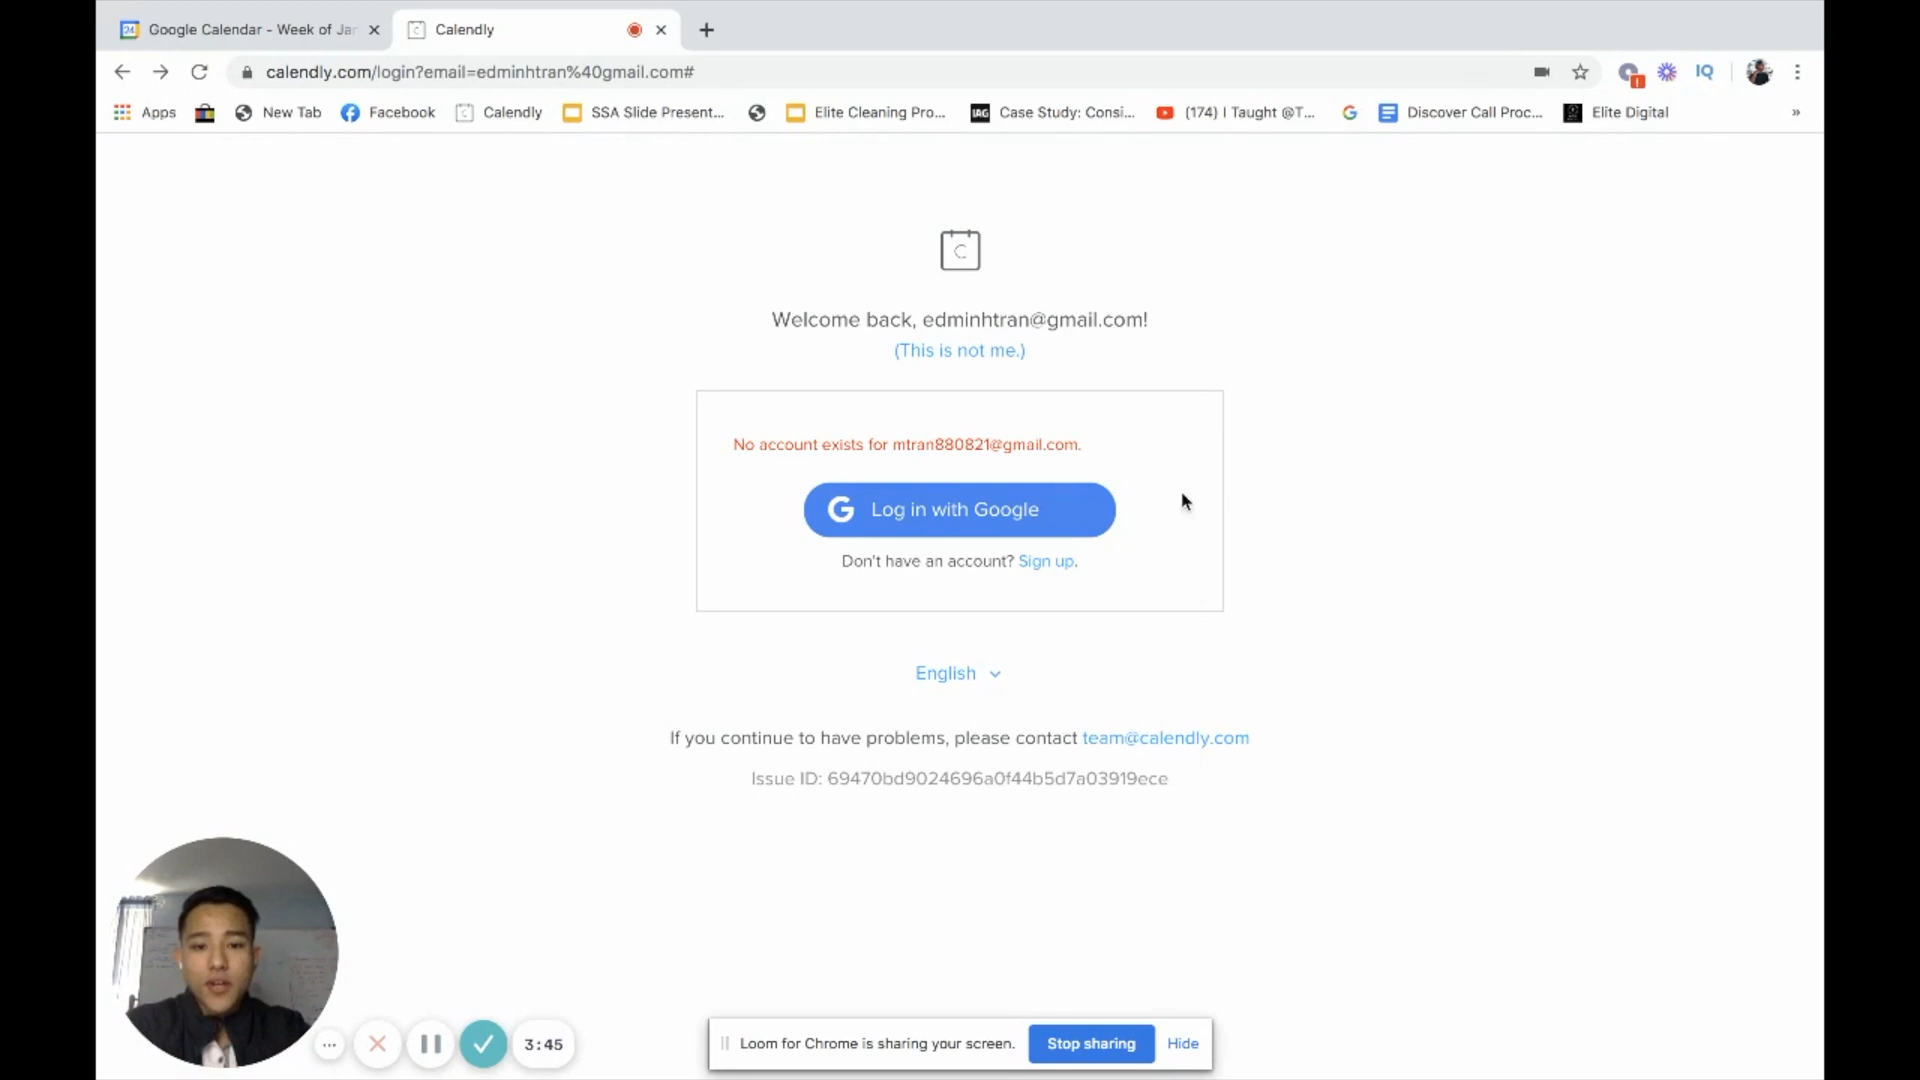 Google Calendar - Week of Jar
Calendly
calendly.com/login?email=edminhtran%40gmail.com#
IQ
Apps
New Tab
Facebook
Calendly
SSA Slide Present...
Elite Cleaning Pro...
IAG
Case Study: Consi...
(174) I Taught @T...
Discover Call Proc...
Elite Digital
»
C
Welcome back, edminhtran@gmail.com!
(This is not me.)
No account exists for mtran880821@gmail.com.
G Log in with Google
Don't have an account? Sign up.
English
If you continue to have problems, please contact team@calendly.com
Issue ID: 69470bd9024696a0f44b5d7a03919ece
3:45
Loom for Chrome is sharing your screen.
Stop sharing
Hide